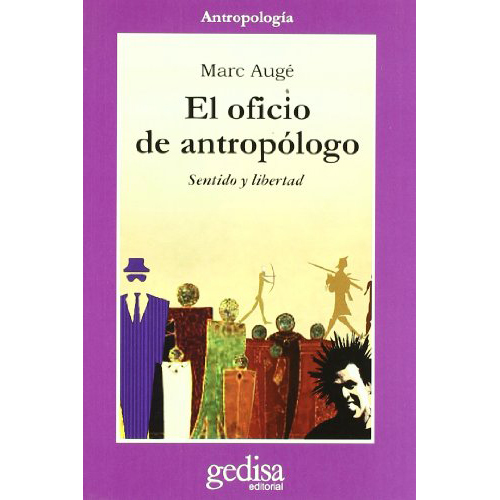 Antropología
Marc Augé
El oficio
de antropólogo
Sentido y libertad
gedisa
editorial